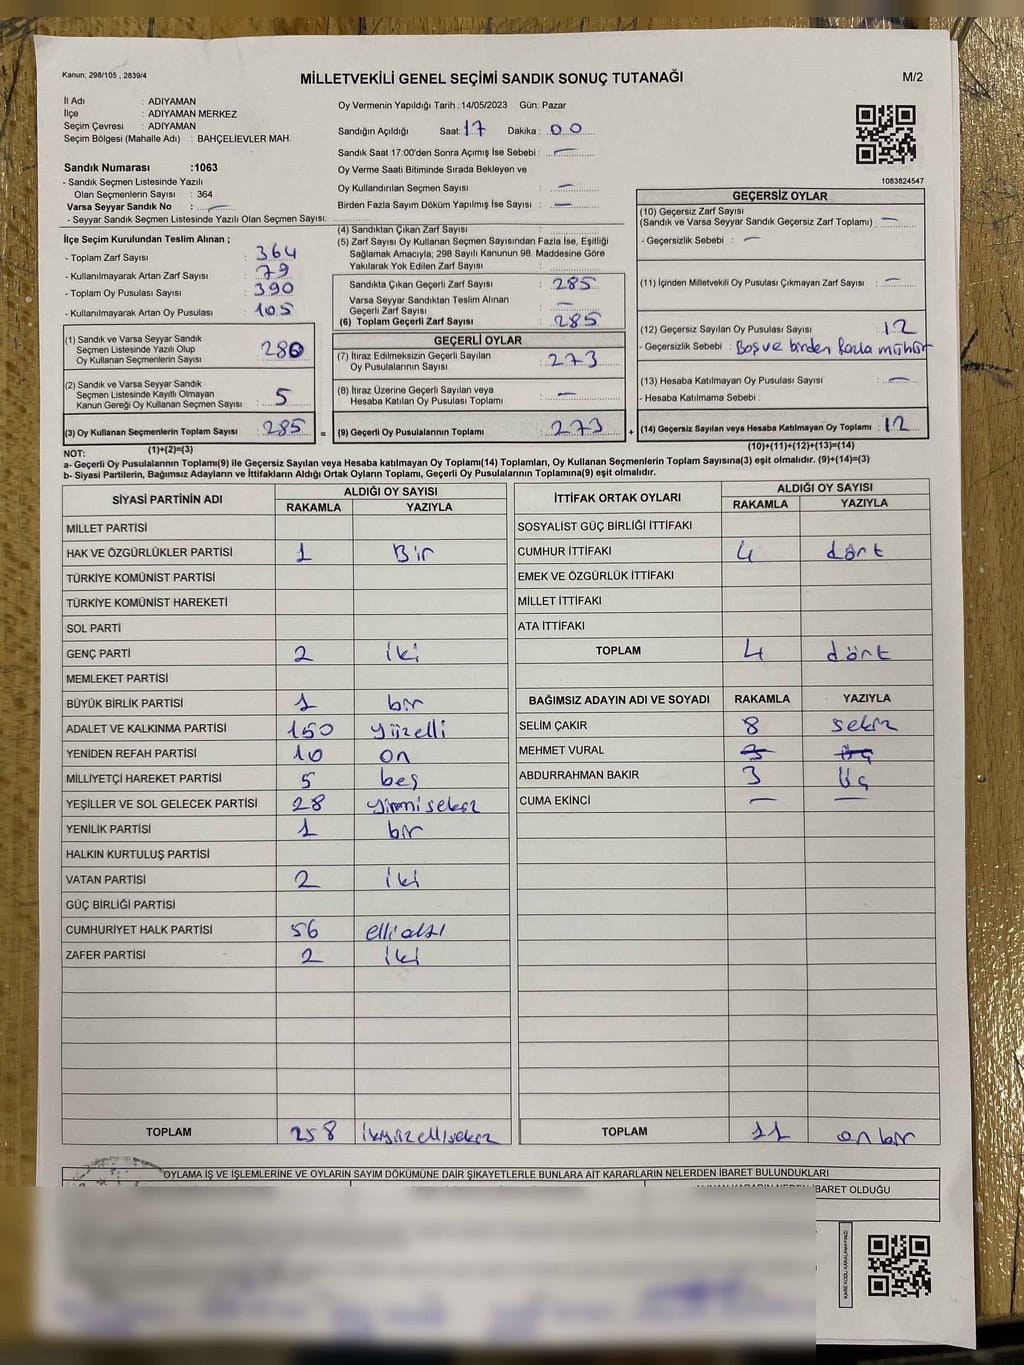 Kanun; 298/105 , 2839/4
MİLLETVEKİLİ GENEL SEÇİMİ SANDIK SONUÇ TUTANAĞI
M/2
İl Adı : ADIYAMAN
İlçe : ADIYAMAN MERKEZ
Seçim Çevresi : ADIYAMAN
Seçim Bölgesi (Mahalle Adı) : BAHÇELİEVLER MAH.
Oy Vermenin Yapıldığı Tarih :14/05/2023 Gün: Pazar
Sandığın Açıldığı Saat: 17 Dakika : 00
Sandık Saat 17:00'den Sonra Açımış İse Sebebi : —
Oy Verme Saati Bitiminde Sırada Bekleyen ve
Oy Kullandırılan Seçmen Sayısı : —
Birden Fazla Sayım Döküm Yapılmış İse Sayısı : —
1083824547
Sandık Numarası :1063
- Sandık Seçmen Listesinde Yazılı
Olan Seçmenlerin Sayısı : 364
Varsa Seyyar Sandık No : —
- Seyyar Sandık Seçmen Listesinde Yazılı Olan Seçmen Sayısı:
İlçe Seçim Kurulundan Teslim Alınan ;
- Toplam Zarf Sayısı : 364
- Kullanılmayarak Artan Zarf Sayısı : 79
- Toplam Oy Pusulası Sayısı : 390
- Kullanılmayarak Artan Oy Pusulası : 105
(1) Sandık ve Varsa Seyyar Sandık
Seçmen Listesinde Yazılı Olup
Oy Kullanan Seçmenlerin Sayısı : 280
(2) Sandık ve Varsa Seyyar Sandık
Seçmen Listesinde Kayıtlı Olmayan
Kanun Gereği Oy Kullanan Seçmen Sayısı : 5
(3) Oy Kullanan Seçmenlerin Toplam Sayısı : 285
(1)+(2)=(3)
(4) Sandıktan Çıkan Zarf Sayısı :
(5) Zarf Sayısı Oy Kullanan Seçmen Sayısından Fazla İse, Eşitliği
Sağlamak Amacıyla; 298 Sayılı Kanunun 98. Maddesine Göre
Yakılarak Yok Edilen Zarf Sayısı :
Sandıkta Çıkan Geçerli Zarf Sayısı : 285
Varsa Seyyar Sandıktan Teslim Alınan
Geçerli Zarf Sayısı : —
(6) Toplam Geçerli Zarf Sayısı : 285
GEÇERLİ OYLAR
(7) İtiraz Edilmeksizin Geçerli Sayılan
Oy Pusulasının Sayısı : 273
(8) İtiraz Üzerine Geçerli Sayılan veya
Hesaba Katılan Oy Pusulası Toplamı : —
= (9) Geçerli Oy Pusulalarının Toplamı : 273
GEÇERSİZ OYLAR
(10) Geçersiz Zarf Sayısı
(Sandık ve Varsa Seyyar Sandık Geçersiz Zarf Toplamı) : —
- Geçersizlik Sebebi : —
(11) İçinden Milletvekili Oy Pusulası Çıkmayan Zarf Sayısı : —
(12) Geçersiz Sayılan Oy Pusulası Sayısı : 12
- Geçersizlik Sebebi : Boş ve birden fazla mühür
(13) Hesaba Katılmayan Oy Pusulası Sayısı : —
- Hesaba Katılmama Sebebi :
+ (14) Geçersiz Sayılan veya Hesaba Katılmayan Oy Toplamı : 12
(10)+(11)+(12)+(13)=(14)
NOT:
a- Geçerli Oy Pusulalarının Toplamı(9) ile Geçersiz Sayılan veya Hesaba katılmayan Oy Toplamı(14) Toplamları, Oy Kullanan Seçmenlerin Toplam Sayısına(3) eşit olmalıdır. (9)+(14)=(3)
b- Siyasi Partilerin, Bağımsız Adayların ve İttifakların Aldığı Ortak Oyların Toplamı, Geçerli Oy Pusulalarının Toplamına(9) eşit olmalıdır.
SİYASİ PARTİNİN ADI ALDIĞI OY SAYISI
RAKAMLA YAZIYLA
MİLLET PARTİSİ
HAK VE ÖZGÜRLÜKLER PARTİSİ 1 Bir
TÜRKİYE KOMÜNİST PARTİSİ
TÜRKİYE KOMÜNİST HAREKETİ
SOL PARTİ
GENÇ PARTİ 2 iki
MEMLEKET PARTİSİ
BÜYÜK BİRLİK PARTİSİ 1 bir
ADALET VE KALKINMA PARTİSİ 150 yüzelli
YENİDEN REFAH PARTİSİ 10 on
MİLLİYETÇİ HAREKET PARTİSİ 5 beş
YEŞİLLER VE SOL GELECEK PARTİSİ 28 yirmisekiz
YENİLİK PARTİSİ 1 bir
HALKIN KURTULUŞ PARTİSİ
VATAN PARTİSİ 2 iki
GÜÇ BİRLİĞİ PARTİSİ
CUMHURİYET HALK PARTİSİ 56 elli altı
ZAFER PARTİSİ 2 iki
TOPLAM 258 ikiyüzellisekiz
İTTİFAK ORTAK OYLARI ALDIĞI OY SAYISI
RAKAMLA YAZIYLA
SOSYALİST GÜÇ BİRLİĞİ İTTİFAKI
CUMHUR İTTİFAKI 4 dört
EMEK VE ÖZGÜRLÜK İTTİFAKI
MİLLET İTTİFAKI
ATA İTTİFAKI
TOPLAM 4 dört
BAĞIMSIZ ADAYIN ADI VE SOYADI RAKAMLA YAZIYLA
SELİM ÇAKIR 8 sekiz
MEHMET VURAL 3 üç
ABDURRAHMAN BAKIR 3 Üç
CUMA EKİNCİ — —
TOPLAM 11 onbir
OYLAMA İŞ VE İŞLEMLERİNE VE OYLARIN SAYIM DÖKÜMÜNE DAİR ŞİKAYETLERLE BUNLARA AİT KARARLARIN NELERDEN İBARET BULUNDUKLARI
İBARET OLDUĞU
KARE KODU KARALAMAYINIZ!